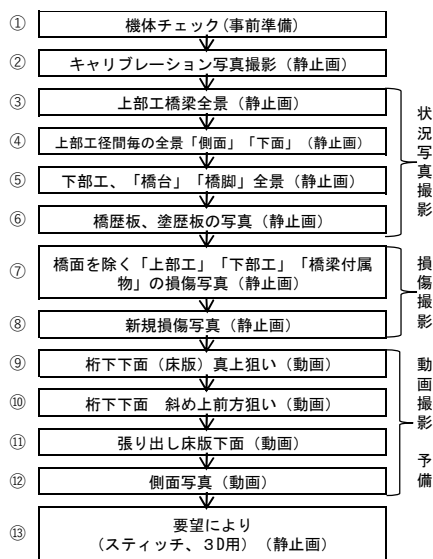 ① 機体チェック(事前準備)
② キャリブレーション写真撮影（静止画）
③ 上部工橋梁全景（静止画）
④ 上部工径間毎の全景「側面」「下面」（静止画）
⑤ 下部工、「橋台」「橋脚」全景（静止画）
⑥ 橋歴板、塗歴板の写真（静止画）
状況写真撮影
⑦ 橋面を除く「上部工」「下部工」「橋梁付属
物」の損傷写真（静止画）
⑧ 新規損傷写真（静止画）
損傷撮影
⑨ 桁下下面（床版）真上狙い（動画）
⑩ 桁下下面　斜め上前方狙い（動画）
⑪ 張り出し床版下面（動画）
⑫ 側面写真（動画）
動画撮影　予備
⑬ 要望により
（スティッチ、３D用）（静止画）